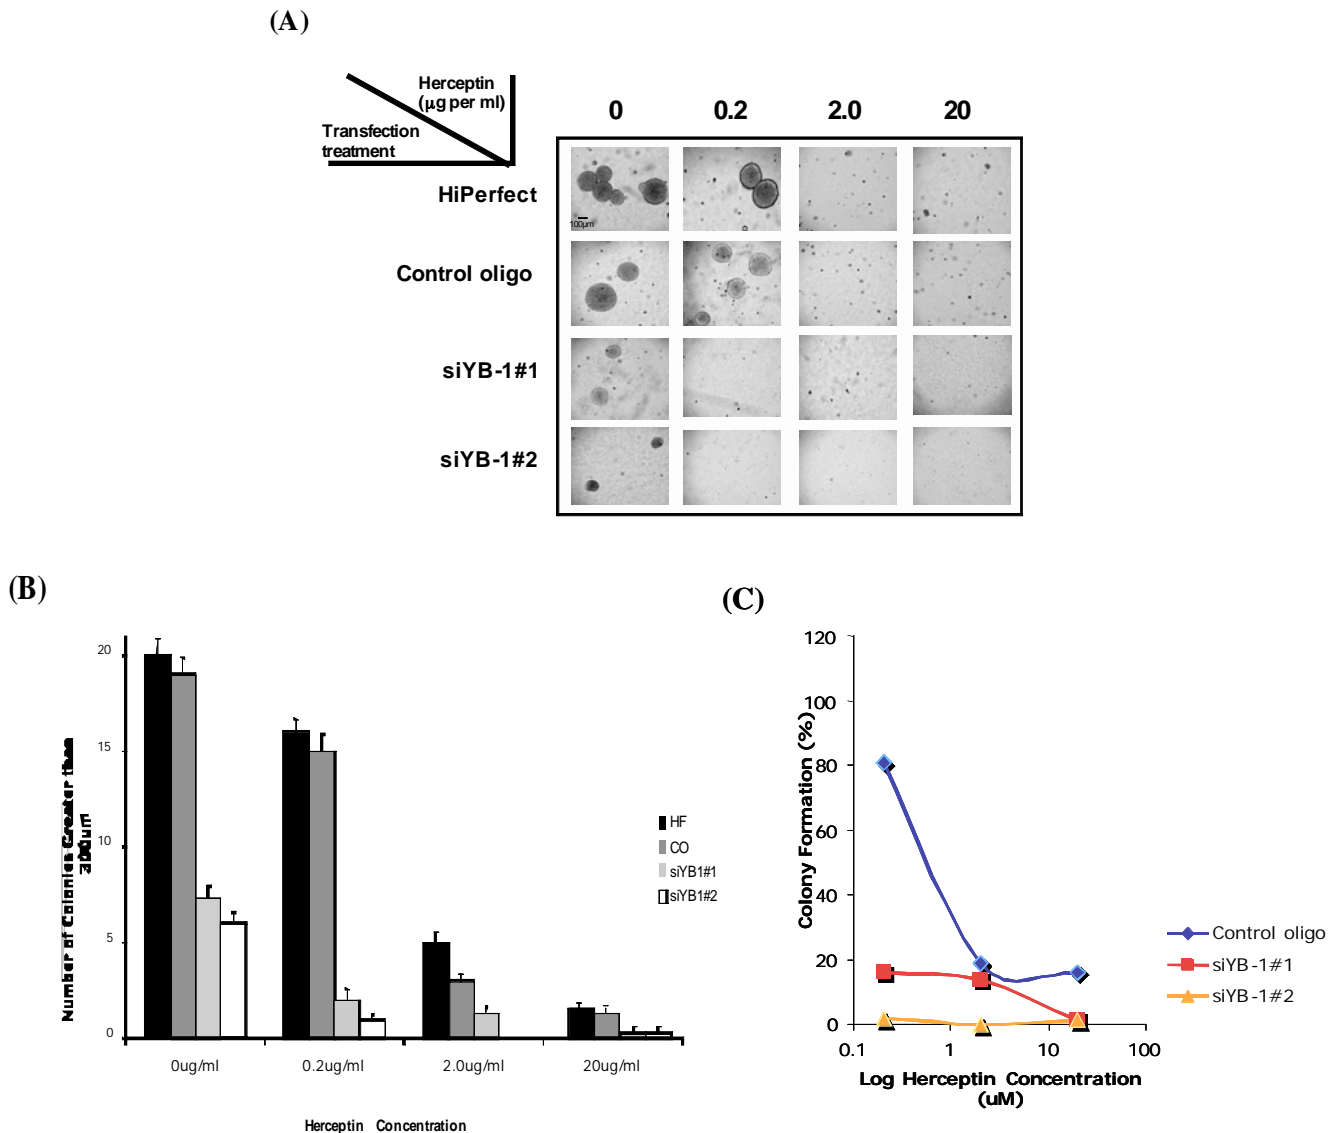 (A)
Herceptin
(µg per ml)
Transfection
treatment
0 0.2 2.0 20
HiPerfect
100µm
Control oligo
siYB-1#1
siYB-1#2
(B)
Number of Colonies Greater than
20
15
10
5
0
0ug/ml 0.2ug/ml 2.0ug/ml 20ug/ml
Herceptin Concentration
HF
CO
siYB1#1
siYB1#2
(C)
Colony Formation (%)
120
100
80
60
40
20
0
0.1 1 10 100
Log Herceptin Concentration
(uM)
Control oligo
siYB-1#1
siYB-1#2